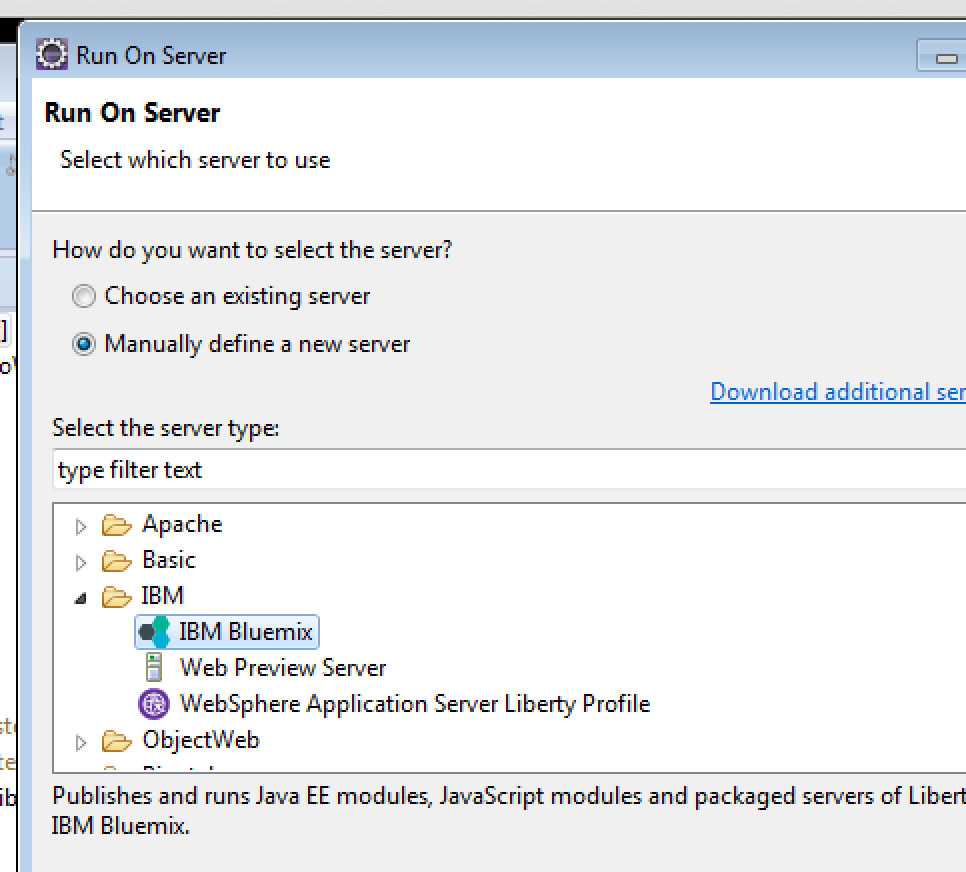 Run On Server
Run On Server
Select which server to use
How do you want to select the server?
Choose an existing server
Manually define a new server
Download additional ser
Select the server type:
type filter text
Apache
Basic
IBM
IBM Bluemix
Web Preview Server
WebSphere Application Server Liberty Profile
ObjectWeb
Publishes and runs Java EE modules, JavaScript modules and packaged servers of Libert
IBM Bluemix.